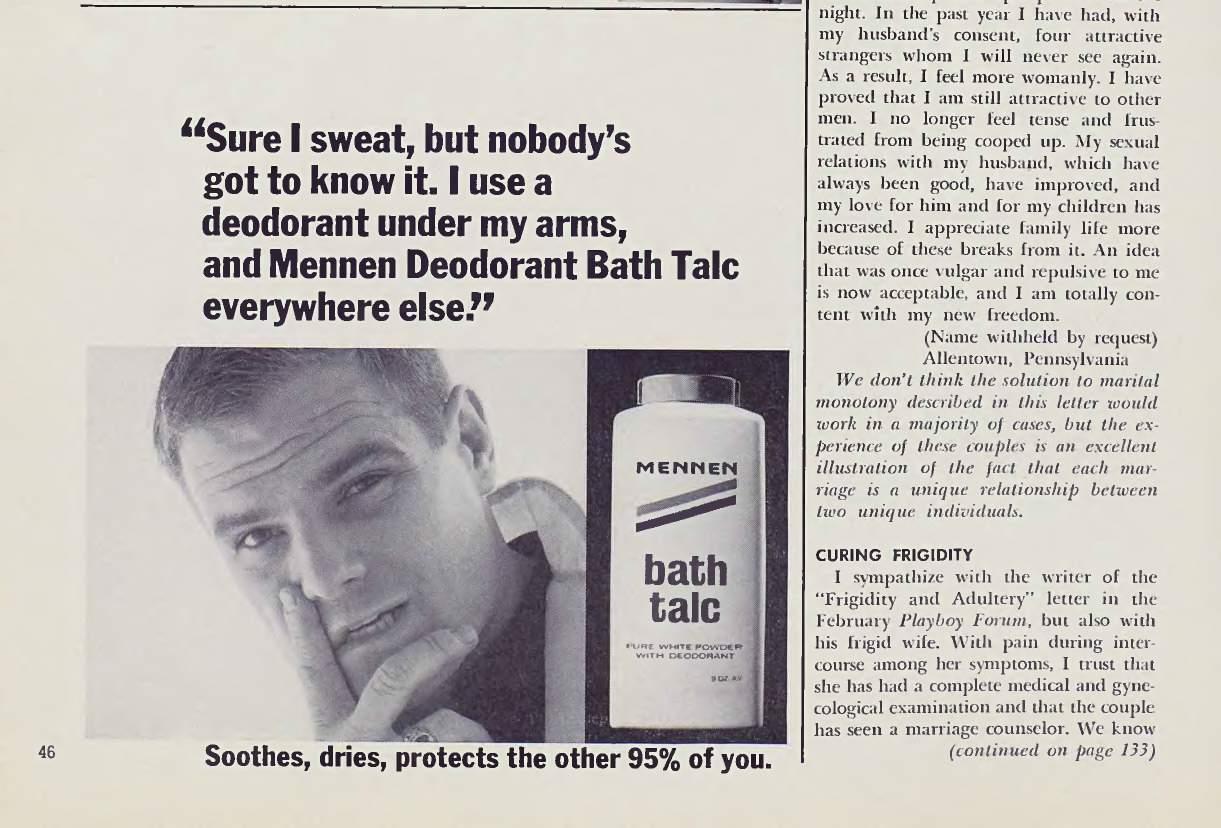 “Sure I sweat, but nobody’s
got to know it. I use a
deodorant under my arms,
and Mennen Deodorant Bath Talc
everywhere else.”
MENNEN
bath
talc
PURE WHITE POWDER
WITH DEODORANT
9 OZ. AV.
Soothes, dries, protects the other 95% of you.
46
night. In the past year I have had, with
my husband's consent, four attractive
strangers whom I will never see again.
As a result, I feel more womanly. I have
proved that I am still attractive to other
men. I no longer feel tense and frus-
trated from being cooped up. My sexual
relations with my husband, which have
always been good, have improved, and
my love for him and for my children has
increased. I appreciate family life more
because of these breaks from it. An idea
that was once vulgar and repulsive to me
is now acceptable, and I am totally con-
tent with my new freedom.
(Name withheld by request)
Allentown, Pennsylvania
We don't think the solution to marital
monotony described in this letter would
work in a majority of cases, but the ex-
perience of these couples is an excellent
illustration of the fact that each mar-
riage is a unique relationship between
two unique individuals.
CURING FRIGIDITY
I sympathize with the writer of the
"Frigidity and Adultery" letter in the
February Playboy Forum, but also with
his frigid wife. With pain during inter-
course among her symptoms, I trust that
she has had a complete medical and gyne-
cological examination and that the couple
has seen a marriage counselor. We know
(continued on page 133)